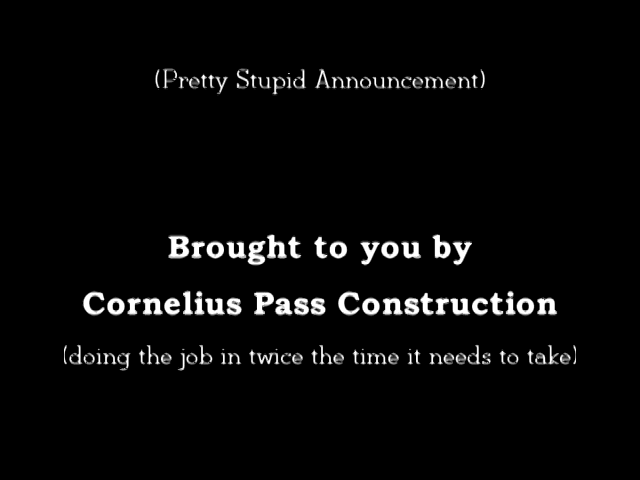 (Pretty Stupid Announcement)
Brought to you by
Cornelius Pass Construction
(doing the job in twice the time it needs to take)